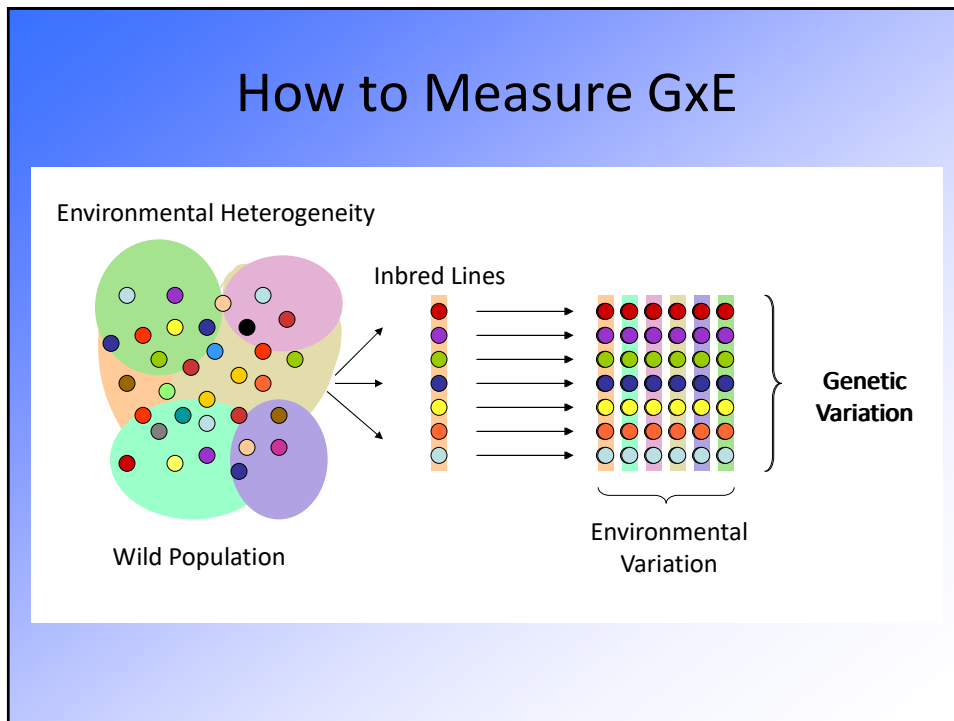 How to Measure GxE
Environmental Heterogeneity
Inbred Lines
Genetic
Variation
Environmental
Variation
Wild Population